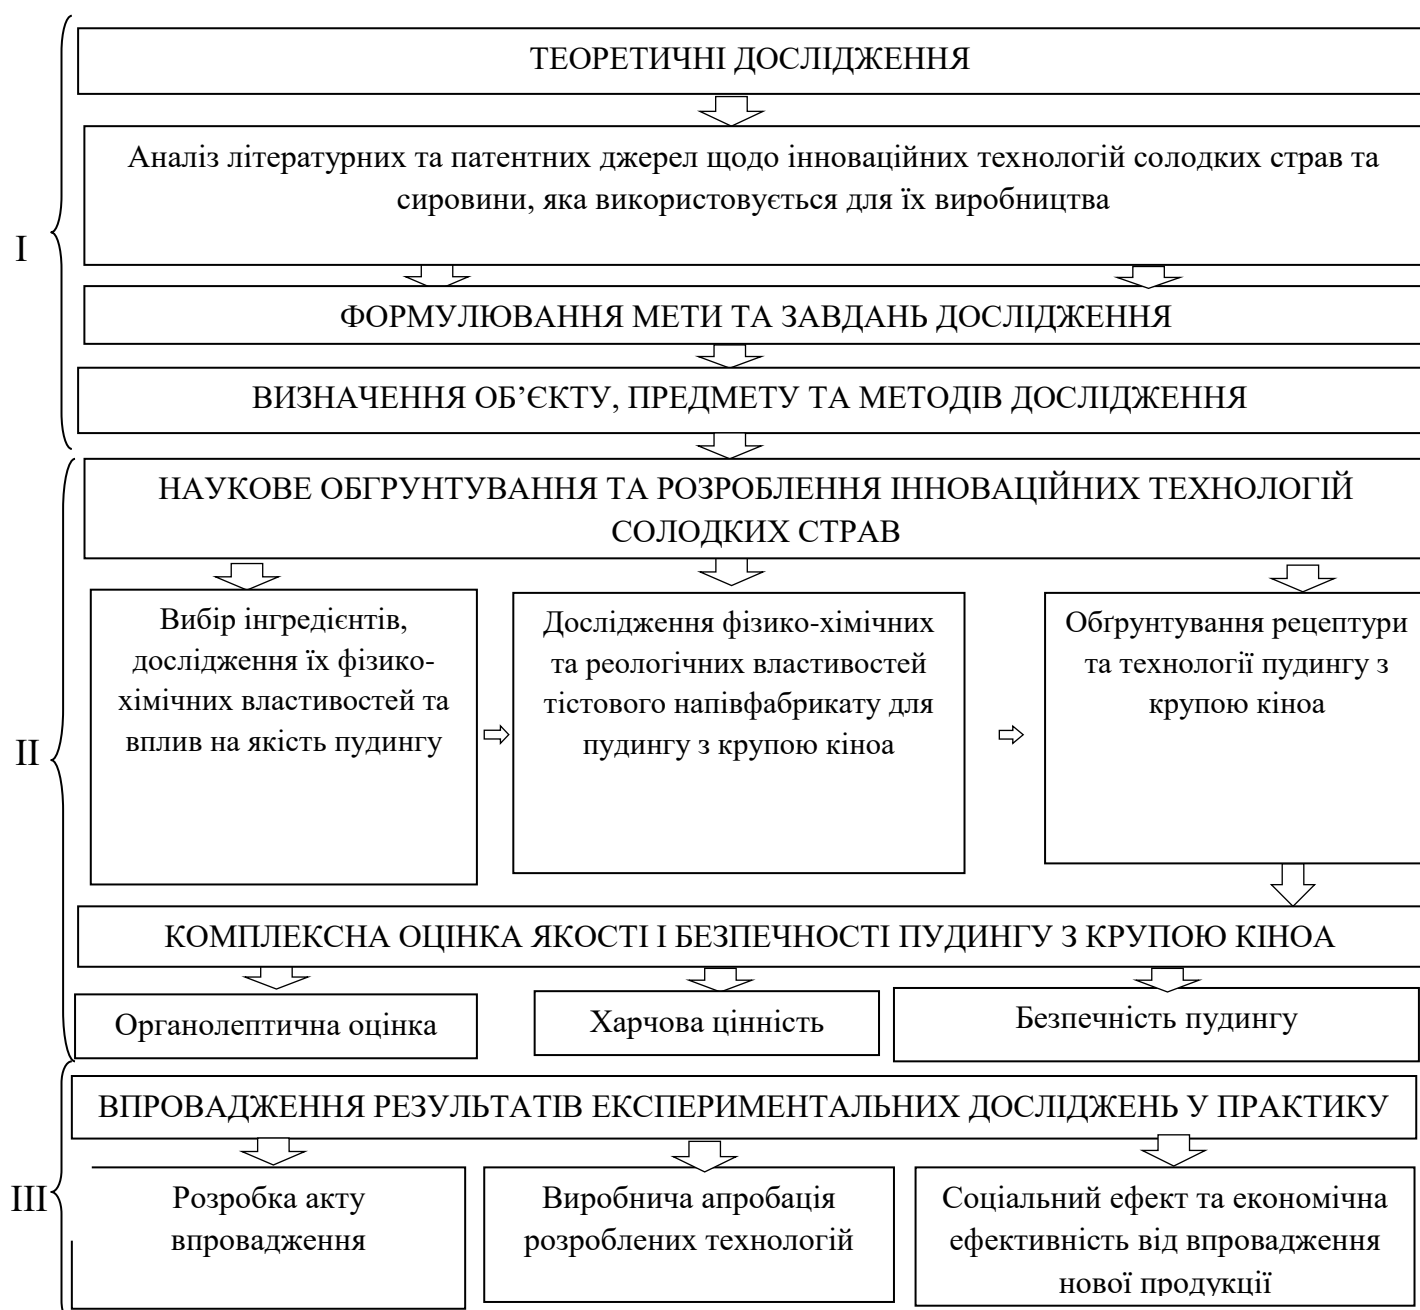 ТЕОРЕТИЧНІ ДОСЛІДЖЕННЯ
Аналіз літературних та патентних джерел щодо інноваційних технологій солодких страв та
сировини, яка використовується для їх виробництва
I
ФОРМУЛЮВАННЯ МЕТИ ТА ЗАВДАНЬ ДОСЛІДЖЕННЯ
ВИЗНАЧЕННЯ ОБ’ЄКТУ, ПРЕДМЕТУ ТА МЕТОДІВ ДОСЛІДЖЕННЯ
НАУКОВЕ ОБГРУНТУВАННЯ ТА РОЗРОБЛЕННЯ ІННОВАЦІЙНИХ ТЕХНОЛОГІЙ
СОЛОДКИХ СТРАВ
Вибір інгредієнтів,
дослідження їх фізико-
хімічних властивостей та
вплив на якість пудингу
Дослідження фізико-хімічних
та реологічних властивостей
тістового напівфабрикату для
пудингу з крупою кіноа
Обґрунтування рецептури
та технології пудингу з
крупою кіноа
II
КОМПЛЕКСНА ОЦІНКА ЯКОСТІ І БЕЗПЕЧНОСТІ ПУДИНГУ З КРУПОЮ КІНОА
Органолептична оцінка
Харчова цінність
Безпечність пудингу
ВПРОВАДЖЕННЯ РЕЗУЛЬТАТІВ ЕКСПЕРИМЕНТАЛЬНИХ ДОСЛІДЖЕНЬ У ПРАКТИКУ
III
Розробка акту
впровадження
Виробнича апробація
розроблених технологій
Соціальний ефект та економічна
ефективність від впровадження
нової продукції